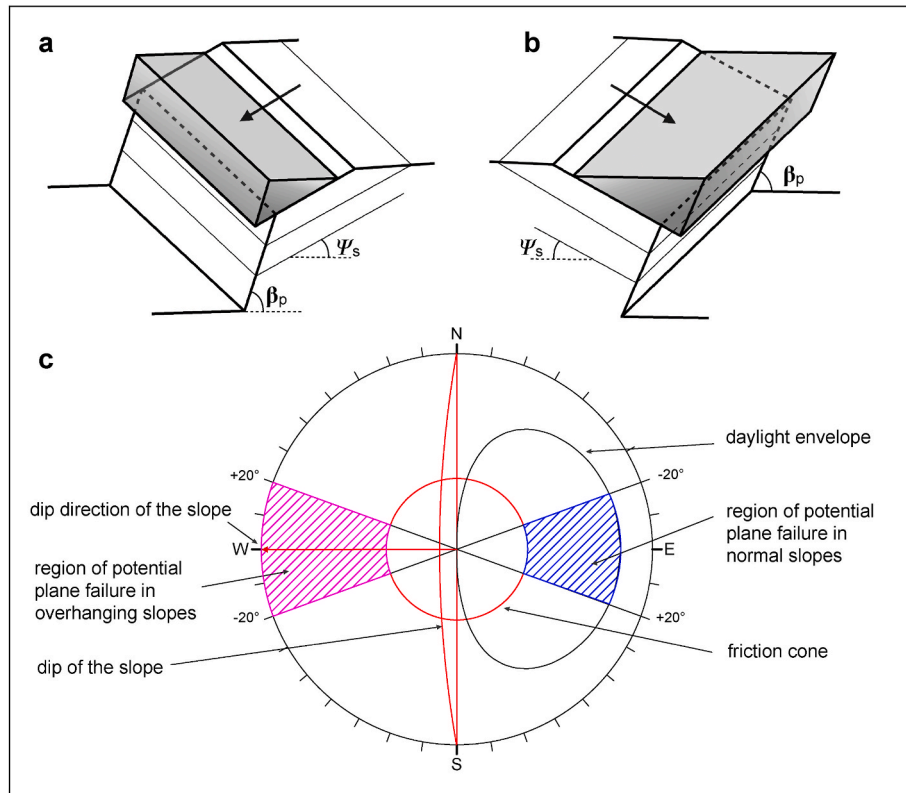 a
b
Ψs
βp
βp
Ψs
c
N
daylight envelope
+20°
-20°
dip direction of the slope
W
E
region of potential
plane failure in
normal slopes
region of potential
plane failure in
overhanging slopes
-20°
+20°
dip of the slope
friction cone
S